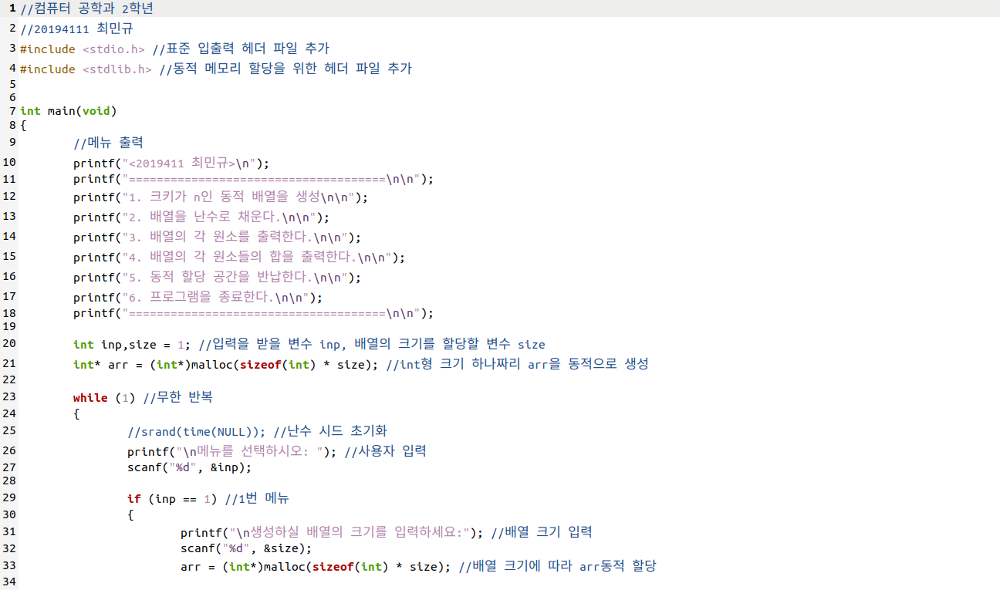 1 //컴퓨터 공학과 2학년
2 //20194111 최민규
3 #include <stdio.h> //표준 입출력 헤더 파일 추가
4 #include <stdlib.h> //동적 메모리 할당을 위한 헤더 파일 추가
5
6
7 int main(void)
8 {
9 //메뉴 출력
10 printf("<2019411 최민규>\n");
11 printf("=====================================\n\n");
12 printf("1. 크키가 n인 동적 배열을 생성\n\n");
13 printf("2. 배열을 난수로 채운다.\n\n");
14 printf("3. 배열의 각 원소를 출력한다.\n\n");
15 printf("4. 배열의 각 원소들의 합을 출력한다.\n\n");
16 printf("5. 동적 할당 공간을 반납한다.\n\n");
17 printf("6. 프로그램을 종료한다.\n\n");
18 printf("=====================================\n\n");
19
20 int inp,size = 1; //입력을 받을 변수 inp, 배열의 크기를 할당할 변수 size
21 int* arr = (int*)malloc(sizeof(int) * size); //int형 크기 하나짜리 arr을 동적으로 생성
22
23 while (1) //무한 반복
24 {
25 //srand(time(NULL)); //난수 시드 초기화
26 printf("\n메뉴를 선택하시오: "); //사용자 입력
27 scanf("%d", &inp);
28
29 if (inp == 1) //1번 메뉴
30 {
31 printf("\n생성하실 배열의 크기를 입력하세요:"); //배열 크기 입력
32 scanf("%d", &size);
33 arr = (int*)malloc(sizeof(int) * size); //배열 크기에 따라 arr동적 할당
34